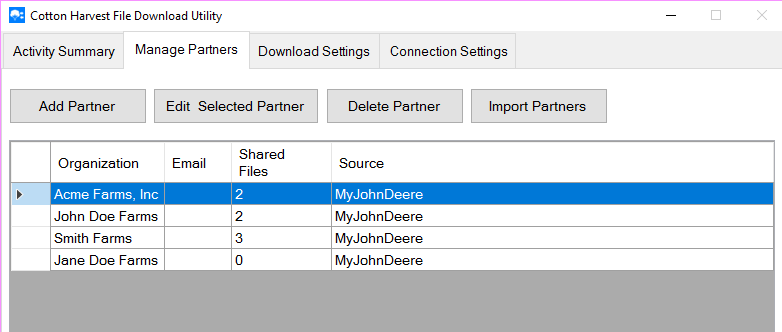 Cotton Harvest File Download Utility
Activity Summary Manage Partners Download Settings Connection Settings
Add Partner Edit Selected Partner Delete Partner Import Partners
Organization Email Shared Files Source
Acme Farms, Inc 2 MyJohnDeere
John Doe Farms 2 MyJohnDeere
Smith Farms 3 MyJohnDeere
Jane Doe Farms 0 MyJohnDeere